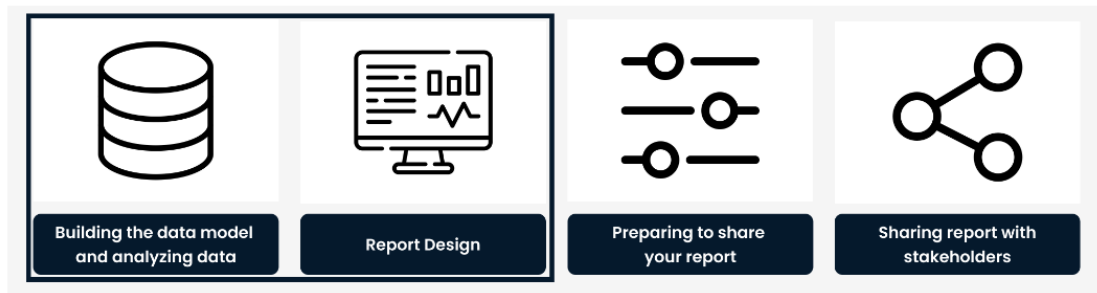 Building the data model
and analyzing data
Report Design
Preparing to share
your report
Sharing report with
stakeholders